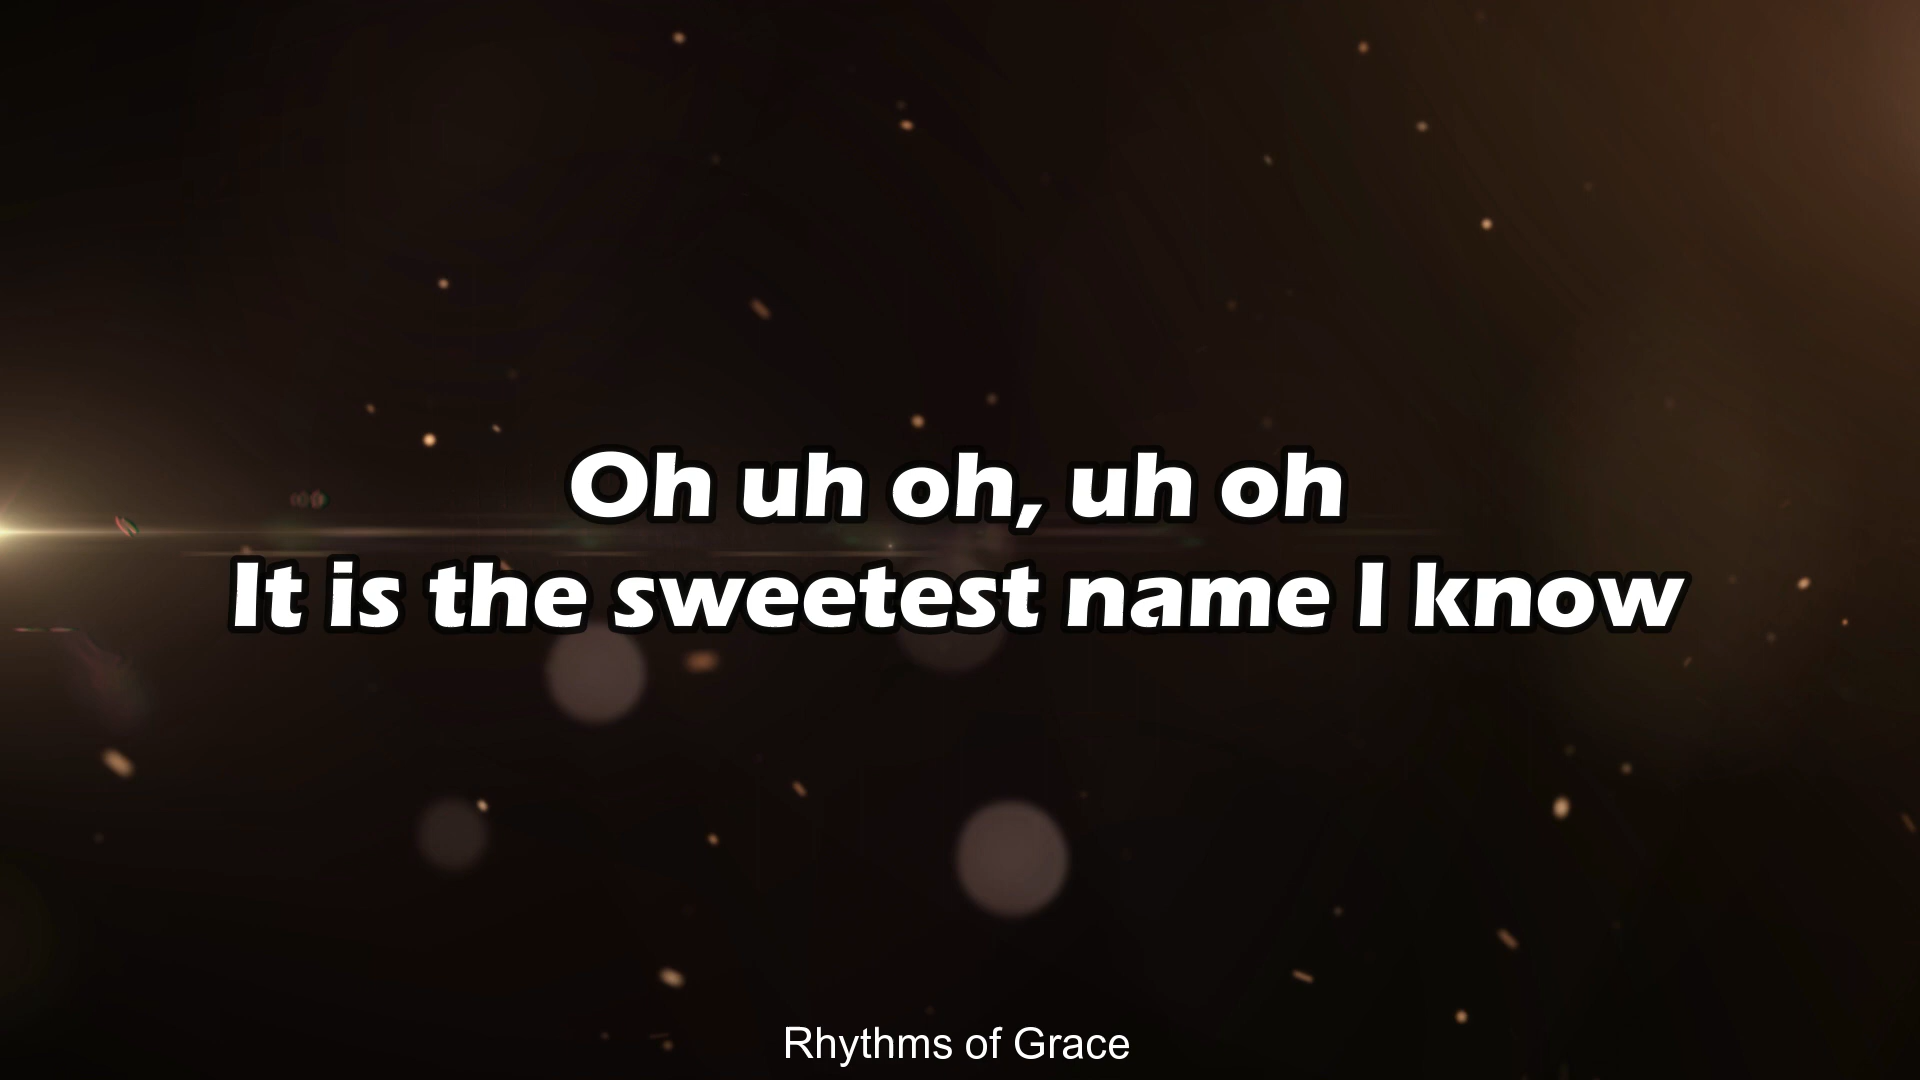 Oh uh oh, uh oh
It is the sweetest name I know
Rhythms of Grace